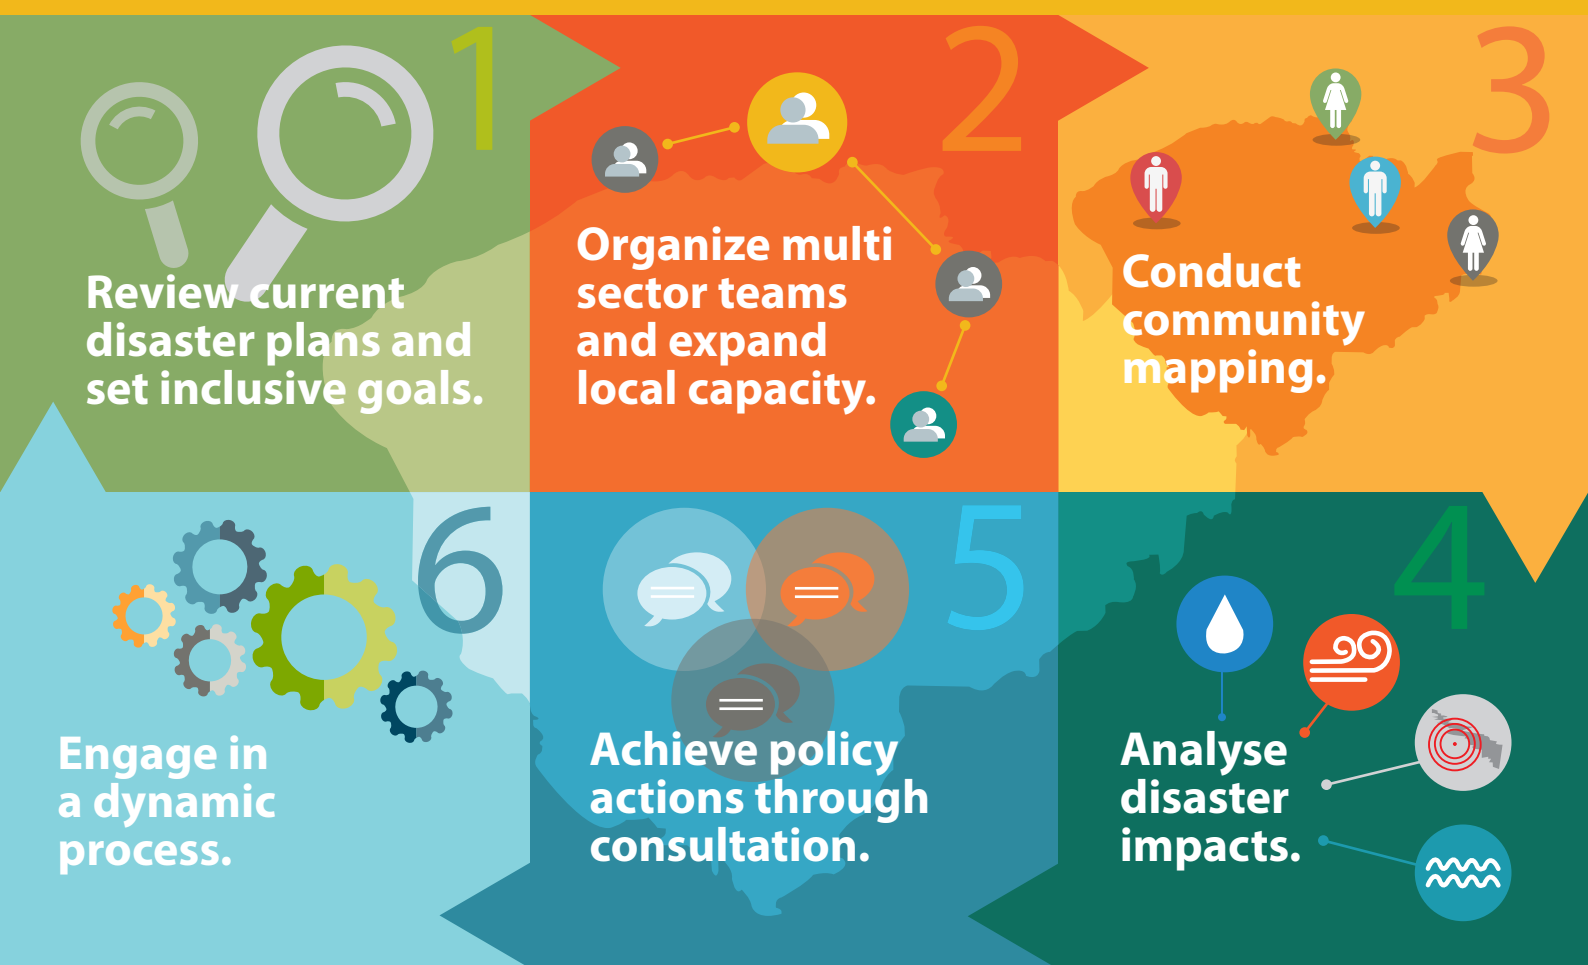 1
Review current
disaster plans and
set inclusive goals.
2
Organize multi
sector teams
and expand
local capacity.
3
Conduct
community
mapping.
4
Analyse
disaster
impacts.
5
Achieve policy
actions through
consultation.
6
Engage in
a dynamic
process.